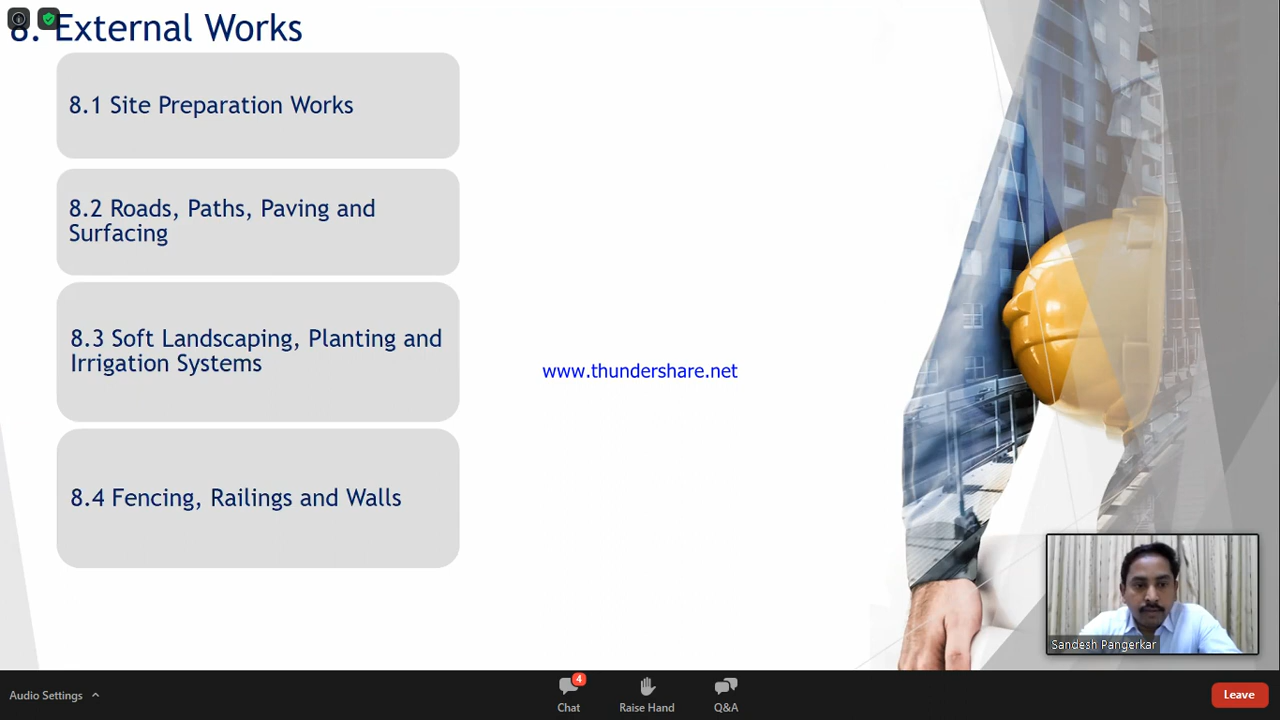 8. External Works
8.1 Site Preparation Works
8.2 Roads, Paths, Paving and
Surfacing
8.3 Soft Landscaping, Planting and
Irrigation Systems
www.thundershare.net
8.4 Fencing, Railings and Walls
Sandesh Pangerkar
Audio Settings
4
Chat
Raise Hand
Q&A
Leave